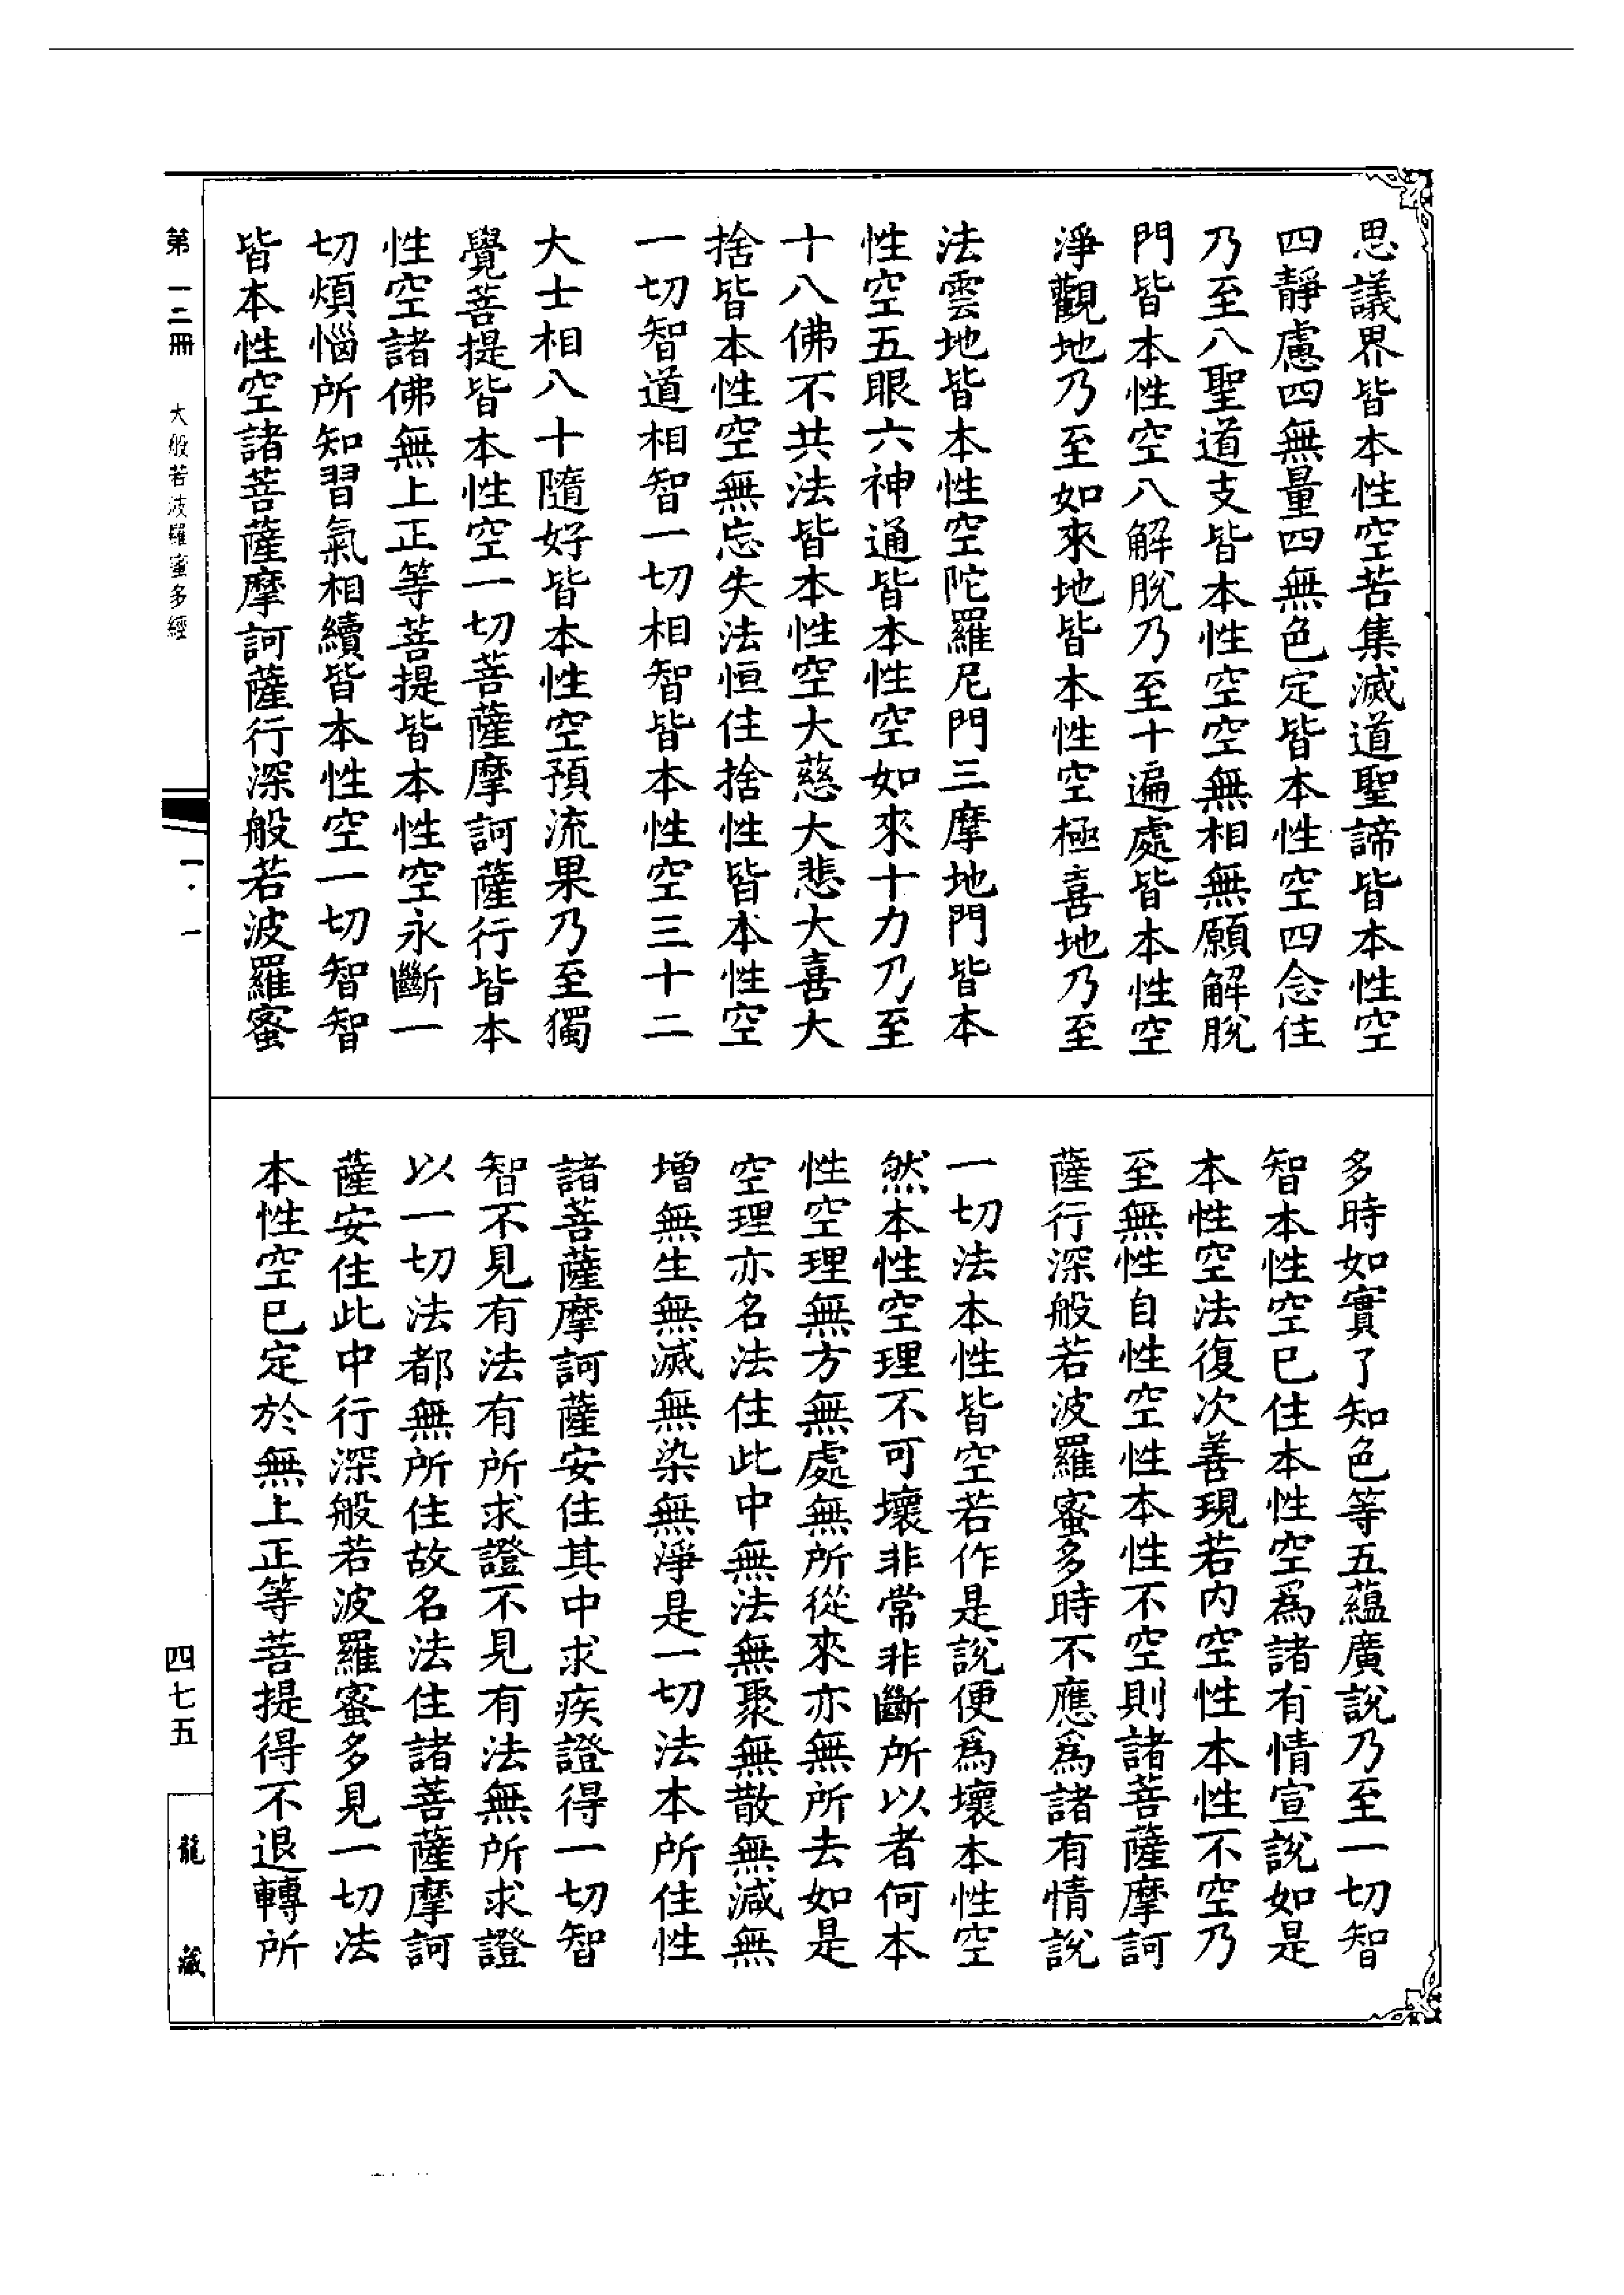 思議界皆本性空苦集滅道聖諦皆本性空
四靜慮四無量四無色定皆本性空四念住
乃至八聖道支皆本性空空無相無願解脫
門皆本性空八解脫乃至十遍處皆本性空
淨觀地乃至如來地皆本性空極喜地乃至
法雲地皆本性空陀羅尼門三摩地門皆本
性空五眼六神通皆本性空如來十力乃至
十八佛不共法皆本性空大慈大悲大喜大
捨皆本性空無忘失法恒住捨性皆本性空
一切智道相智一切相智皆本性空三十二
大士相八十隨好皆本性空預流果乃至獨
覺菩提皆本性空一切菩薩摩訶薩行皆本
性空諸佛無上正等菩提皆本性空永斷一
切煩惱所知習氣相續皆本性空一切智智
皆本性空諸菩薩摩訶薩行深般若波羅蜜
多時如實了知色等五蘊廣說乃至一切智
智本性空已住本性空為諸有情宣說如是
本性空法復次善現若內空性本性不空乃
至無性自性空性本性不空則諸菩薩摩訶
薩行深般若波羅蜜多時不應為諸有情說
一切法本性皆空若作是說便為壞本性空
然本性空理不可壞非常非斷所以者何本
性空理無方無處無所從來亦無所去如是
空理亦名法住此中無法無聚無散無減無
增無生無滅無染無淨是一切法本所住性
諸菩薩摩訶薩安住其中求疾證得一切智
智不見有法有所求證不見有法無所求證
以一切法都無所住故名法住諸菩薩摩訶
薩安住此中行深般若波羅蜜多見一切法
本性空已定於無上正等菩提得不退轉所
第一二冊 大般若波羅蜜多經
一·一
四七五
龍藏